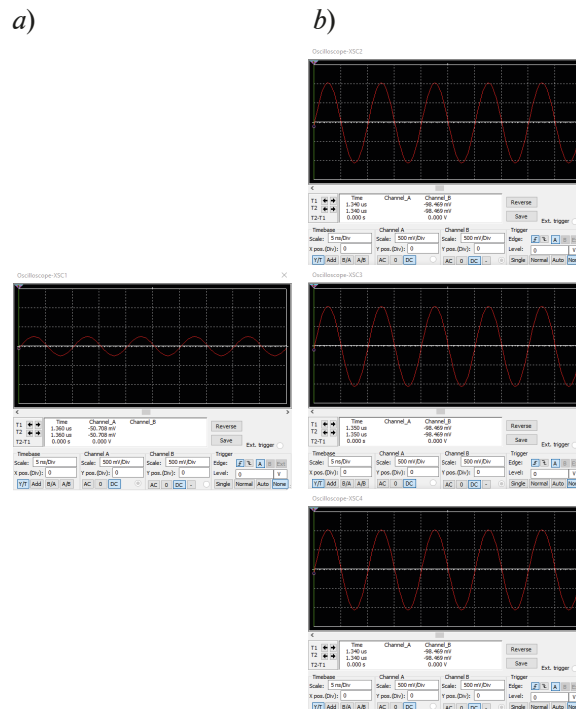 a)
b)
Oscilloscope-XSC2
T1
T2
T2-T1
Time Channel_A Channel_B
1.340 us -98.469 mV
1.340 us -98.469 mV
0.000 s 0.000 V
Reverse
Save
Ext. trigger
Timebase Channel A Channel B Trigger
Scale: 5 ns/Div Scale: 500 mV/Div Scale: 500 mV/Div Edge: A B
X pos.(Div): 0 Y pos.(Div): 0 Y pos.(Div): 0 Level: 0 V
Y/T Add B/A A/B AC 0 DC AC 0 DC - Single Normal Auto
Oscilloscope-XSC1
T1
T2
T2-T1
Time Channel_A Channel_B
1.360 us -50.708 mV
1.360 us -50.708 mV
0.000 s 0.000 V
Reverse
Save
Ext. trigger
Timebase Channel A Channel B Trigger
Scale: 5 ns/Div Scale: 500 mV/Div Scale: 500 mV/Div Edge: A B Ext
X pos.(Div): 0 Y pos.(Div): 0 Y pos.(Div): 0 Level: 0 V
Y/T Add B/A A/B AC 0 DC AC 0 DC - Single Normal Auto None
Oscilloscope-XSC3
T1
T2
T2-T1
Time Channel_A Channel_B
1.350 us -98.469 mV
1.350 us -98.469 mV
0.000 s 0.000 V
Reverse
Save
Ext. trigger
Timebase Channel A Channel B Trigger
Scale: 5 ns/Div Scale: 500 mV/Div Scale: 500 mV/Div Edge: A B
X pos.(Div): 0 Y pos.(Div): 0 Y pos.(Div): 0 Level: 0 V
Y/T Add B/A A/B AC 0 DC AC 0 DC - Single Normal Auto
Oscilloscope-XSC4
T1
T2
T2-T1
Time Channel_A Channel_B
1.340 us -98.469 mV
1.340 us -98.469 mV
0.000 s 0.000 V
Reverse
Save
Ext. trigger
Timebase Channel A Channel B Trigger
Scale: 5 ns/Div Scale: 500 mV/Div Scale: 500 mV/Div Edge: A B
X pos.(Div): 0 Y pos.(Div): 0 Y pos.(Div): 0 Level: 0 V
Y/T Add B/A A/B AC 0 DC AC 0 DC - Single Normal Auto